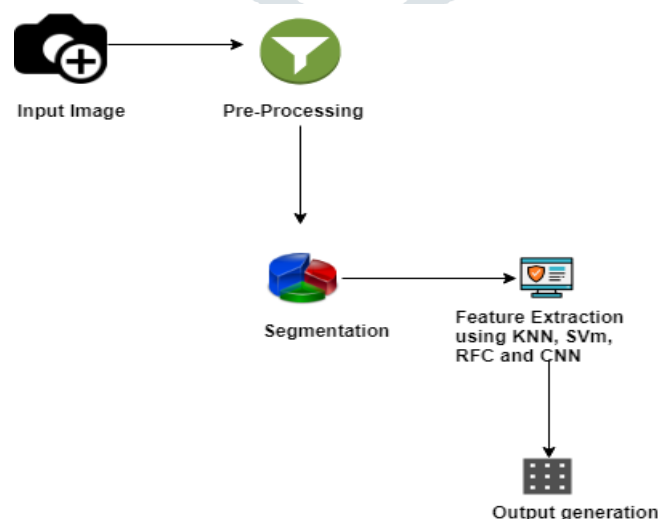 Input Image
Pre-Processing
Segmentation
Feature Extraction
using KNN, SVm,
RFC and CNN
Output generation